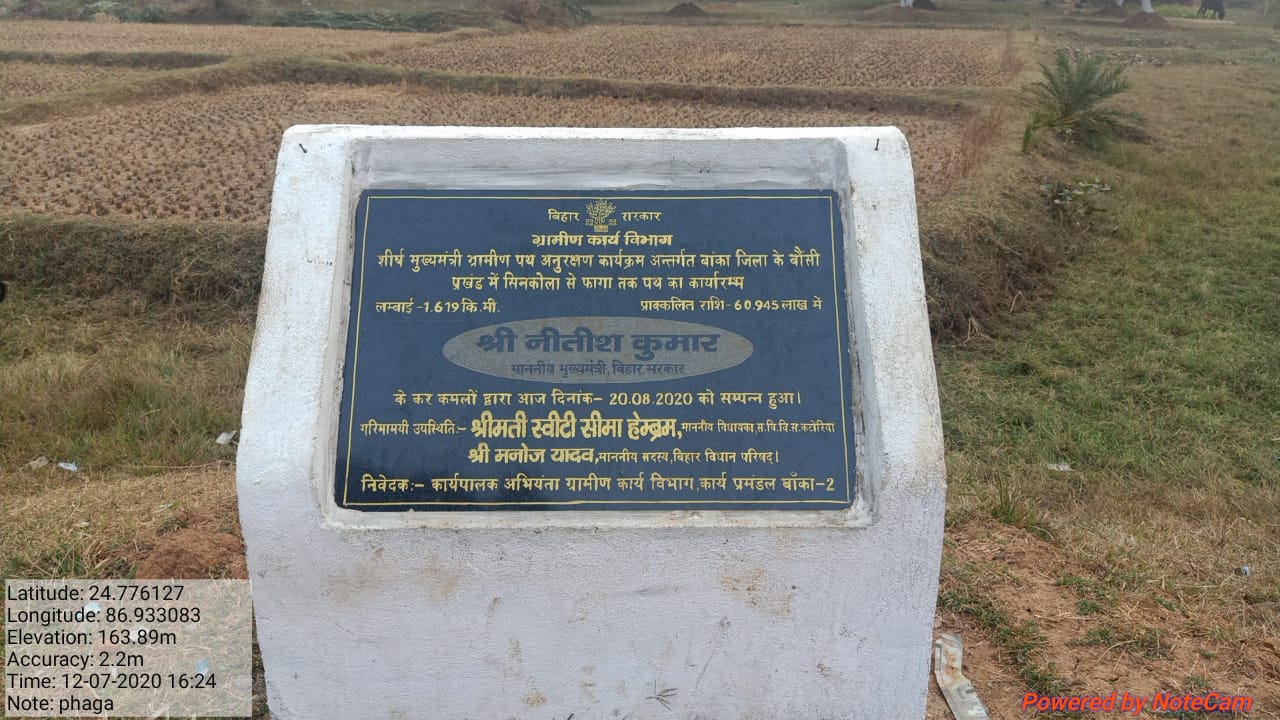 बिहार सरकार
ग्रामीण कार्य विभाग
शीर्ष मुख्यमंत्री ग्रामीण पथ अनुरक्षण कार्यक्रम अन्तर्गत बांका जिला के बौंसी
प्रखंड में सिमकोला से फागा तक पथ का कार्यारम्भ
लम्बाई-1.619 कि.मी. प्राक्कलित राशि-60.945 लाख में
श्री नीतीश कुमार
माननीय मुख्यमंत्री, बिहार सरकार
के कर कमलों द्वारा आज दिनांक- 20.08.2020 को सम्पन्न हुआ।
गरिमामयी उपस्थिति:- श्रीमती स्वीटी सीमा हेम्ब्रम, माननीय विधायका,स.वि.वि.स.कटोरिया
श्री मनोज यादव, माननीय सदस्य, बिहार विधान परिषद्।
निवेदक:- कार्यपालक अभियंता ग्रामीण कार्य विभाग,कार्य प्रमंडल बाँका-2
Latitude: 24.776127
Longitude: 86.933083
Elevation: 163.89m
Accuracy: 2.2m
Time: 12-07-2020 16:24
Note: phaga
Powered by NoteCam